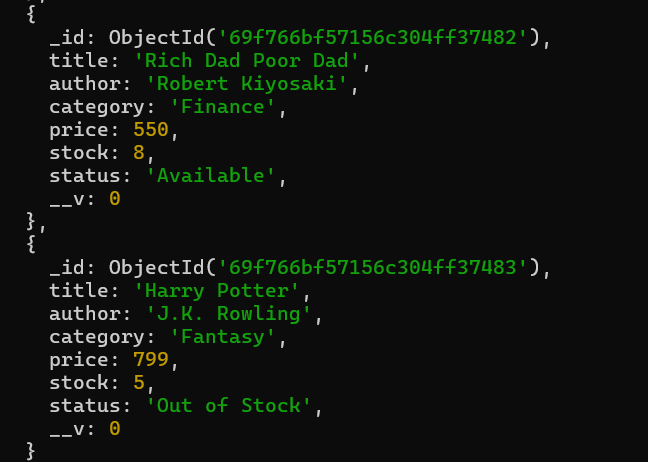 {
_id: ObjectId('69f766bf57156c304ff37482'),
title: 'Rich Dad Poor Dad',
author: 'Robert Kiyosaki',
category: 'Finance',
price: 550,
stock: 8,
status: 'Available',
__v: 0
},
{
_id: ObjectId('69f766bf57156c304ff37483'),
title: 'Harry Potter',
author: 'J.K. Rowling',
category: 'Fantasy',
price: 799,
stock: 5,
status: 'Out of Stock',
__v: 0
}